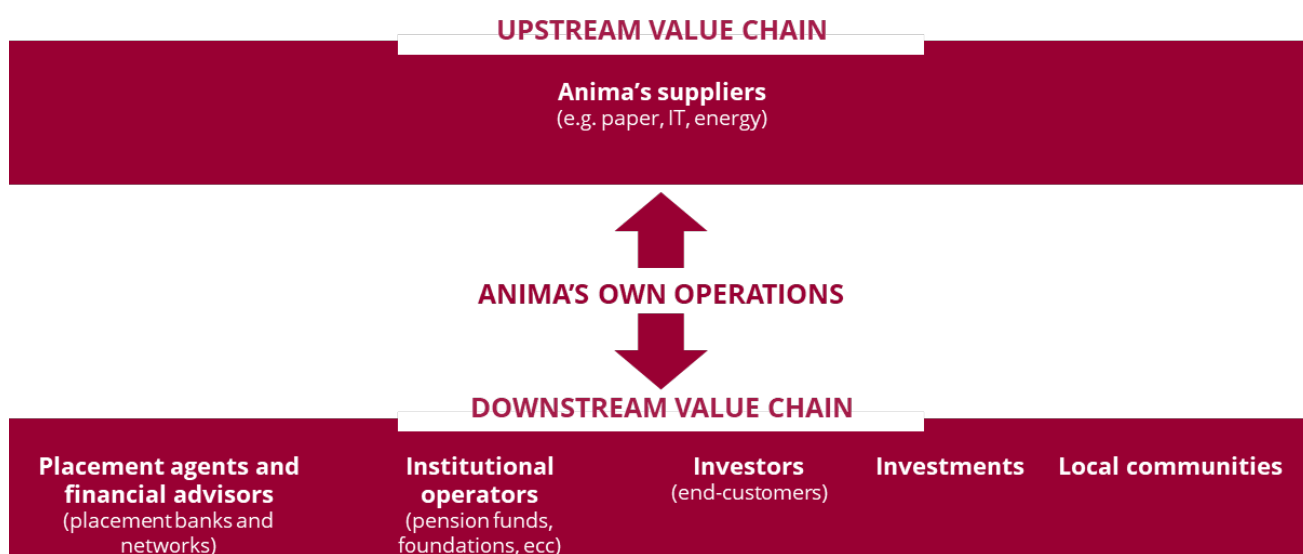 UPSTREAM VALUE CHAIN
Anima's suppliers
(e.g. paper, IT, energy)
ANIMA'S OWN OPERATIONS
DOWNSTREAM VALUE CHAIN
Placement agents and
financial advisors
(placement banks and
networks)
Institutional
operators
(pension funds,
foundations, ecc)
Investors
(end-customers)
Investments
Local communities